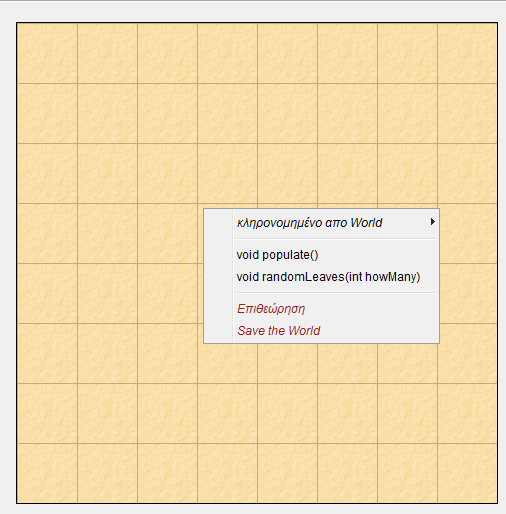 κληρονομημένο απο World
void populate()
void randomLeaves(int howMany)
Επιθεώρηση
Save the World